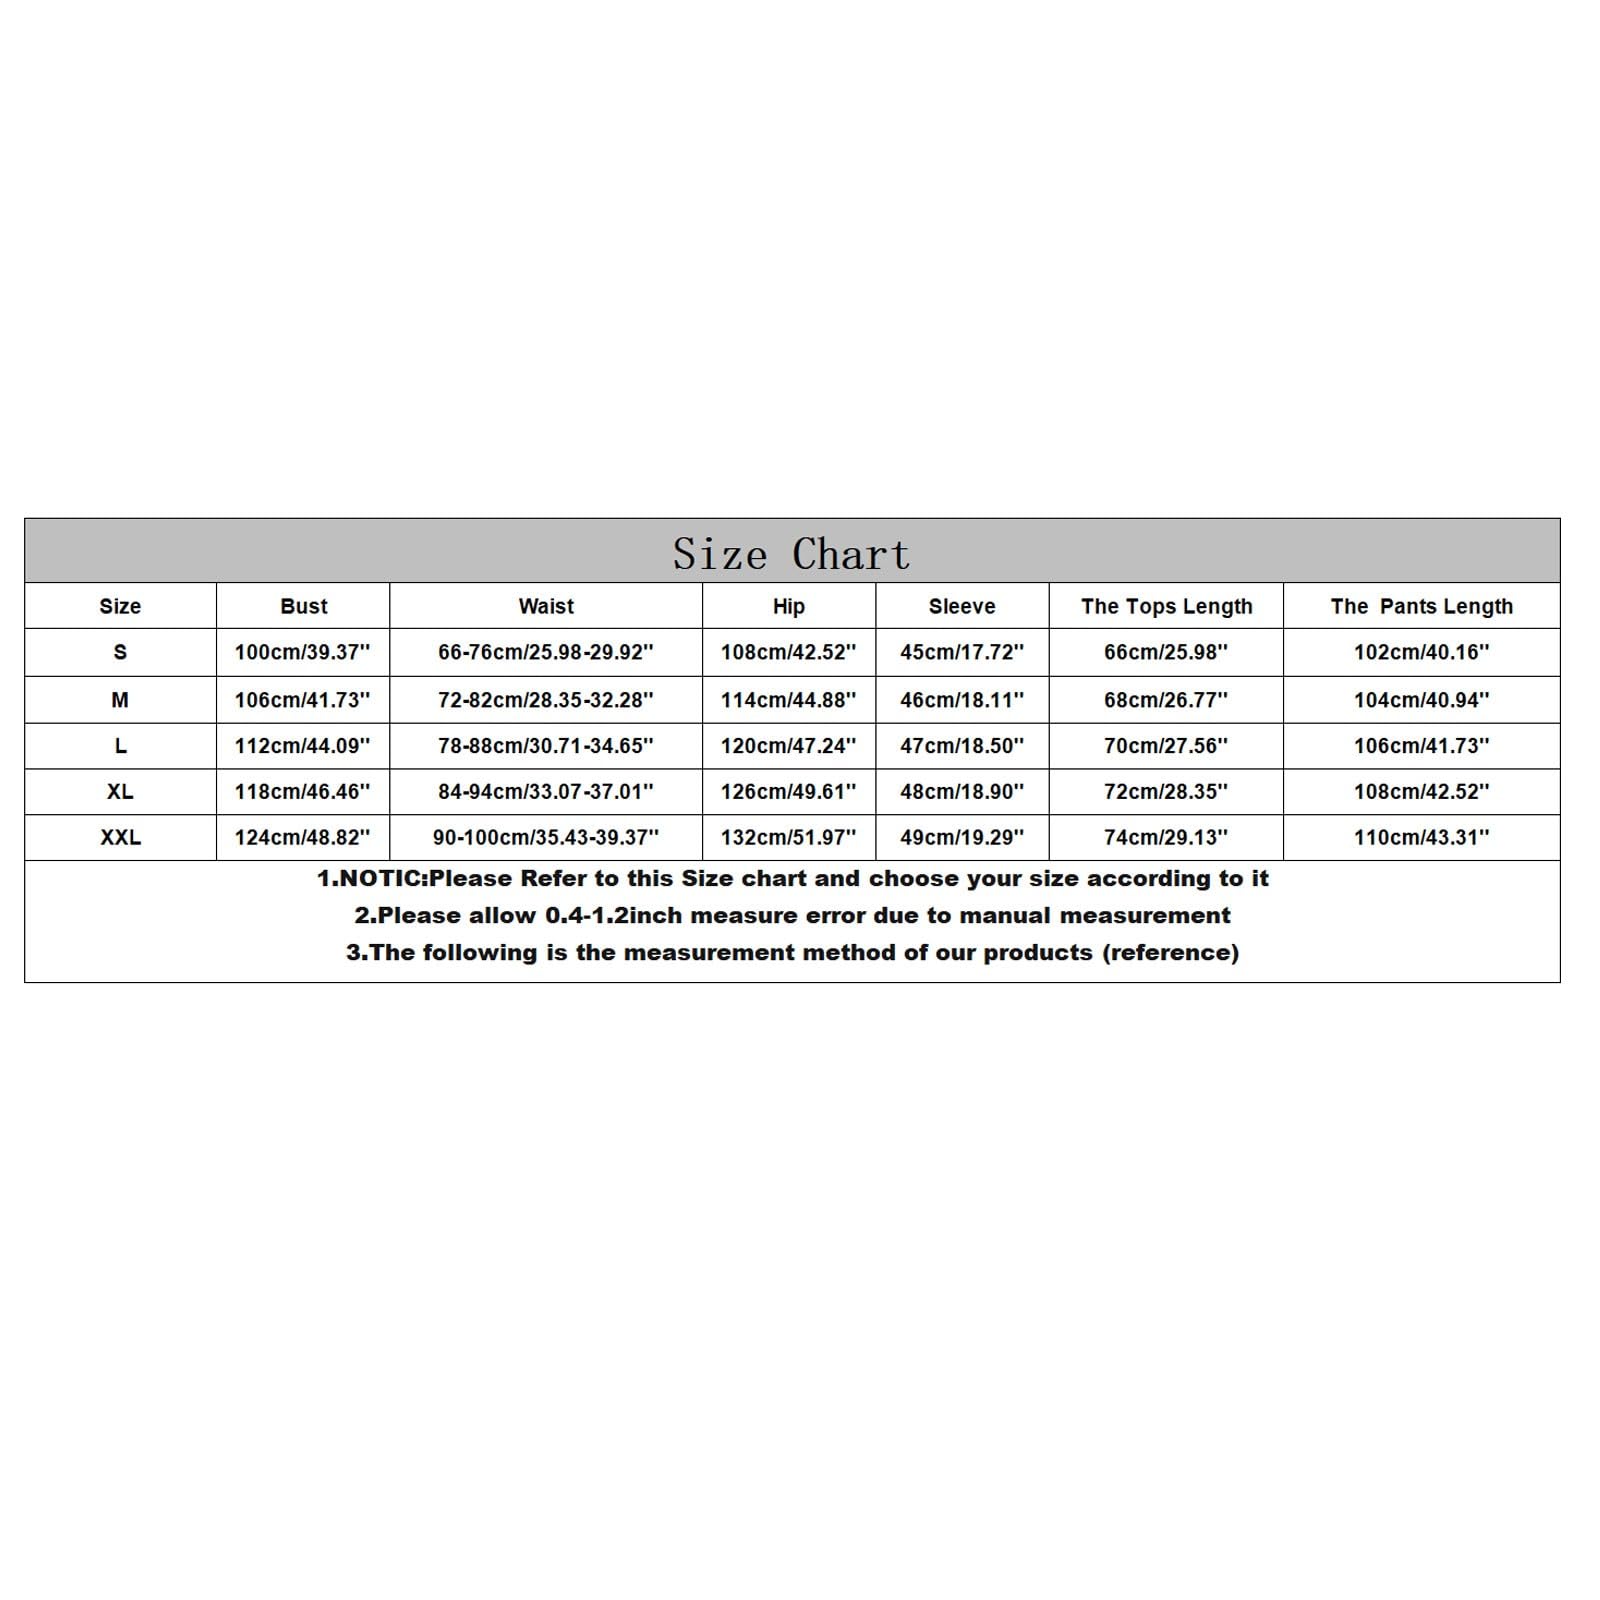 Size Chart
Size Bust Waist Hip Sleeve The Tops Length The Pants Length
S 100cm/39.37'' 66-76cm/25.98-29.92'' 108cm/42.52'' 45cm/17.72'' 66cm/25.98'' 102cm/40.16''
M 106cm/41.73'' 72-82cm/28.35-32.28'' 114cm/44.88'' 46cm/18.11'' 68cm/26.77'' 104cm/40.94''
L 112cm/44.09'' 78-88cm/30.71-34.65'' 120cm/47.24'' 47cm/18.50'' 70cm/27.56'' 106cm/41.73''
XL 118cm/46.46'' 84-94cm/33.07-37.01'' 126cm/49.61'' 48cm/18.90'' 72cm/28.35'' 108cm/42.52''
XXL 124cm/48.82'' 90-100cm/35.43-39.37'' 132cm/51.97'' 49cm/19.29'' 74cm/29.13'' 110cm/43.31''
1.NOTIC:Please Refer to this Size chart and choose your size according to it
2.Please allow 0.4-1.2inch measure error due to manual measurement
3.The following is the measurement method of our products (reference)